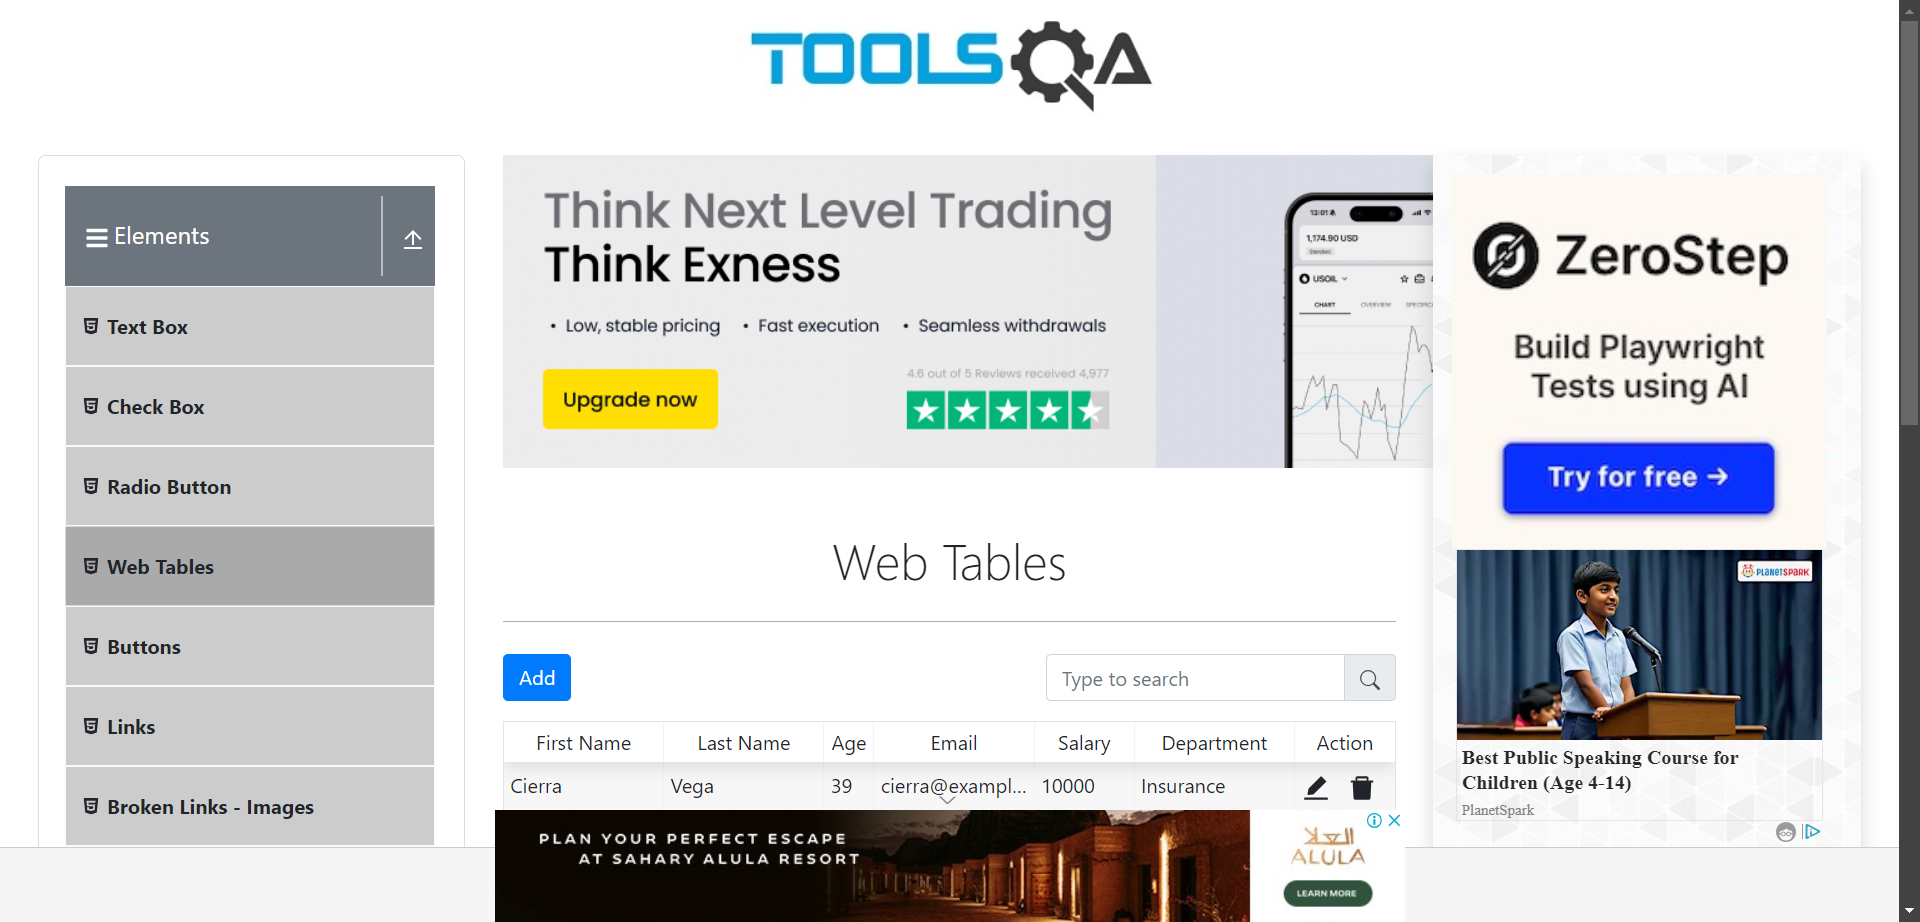 TOOLSQA
Elements
Text Box
Check Box
Radio Button
Web Tables
Buttons
Links
Broken Links - Images
Think Next Level Trading
Think Exness
• Low, stable pricing • Fast execution • Seamless withdrawals
Upgrade now
4.6 out of 5 Reviews received 4,977
13:01
1,174.90 USD
Standard
USOIL
CHART OVERVIEW
Web Tables
Add
Type to search
First Name Last Name Age Email Salary Department Action
Cierra Vega 39 cierra@exampl... 10000 Insurance
PLAN YOUR PERFECT ESCAPE
AT SAHARY ALULA RESORT
العلا
ALULA
LEARN MORE
ZeroStep
Build Playwright
Tests using AI
Try for free →
PLANETSPARK
Best Public Speaking Course for
Children (Age 4-14)
PlanetSpark